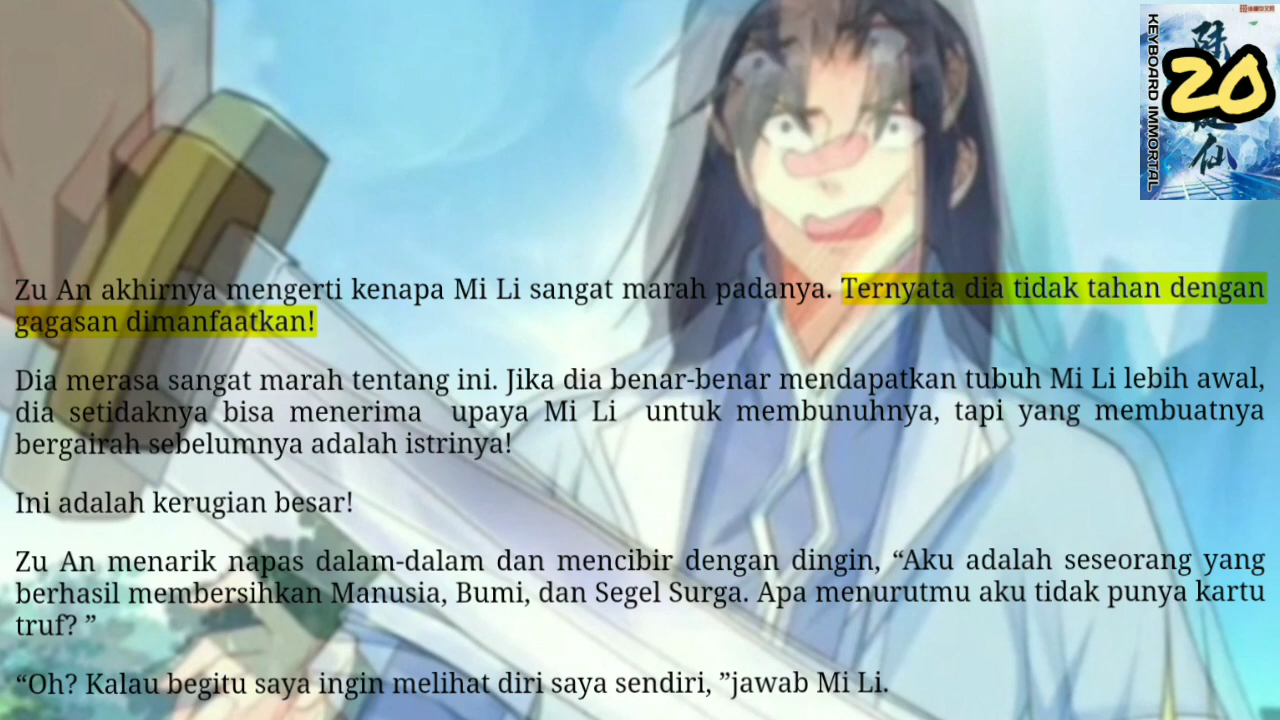 KEYBOARD IMMORTAL
20
仙
Zu An akhirnya mengerti kenapa Mi Li sangat marah padanya. Ternyata dia tidak tahan dengan
gagasan dimanfaatkan!
Dia merasa sangat marah tentang ini. Jika dia benar-benar mendapatkan tubuh Mi Li lebih awal,
dia setidaknya bisa menerima upaya Mi Li untuk membunuhnya, tapi yang membuatnya
bergairah sebelumnya adalah istrinya!
Ini adalah kerugian besar!
Zu An menarik napas dalam-dalam dan mencibir dengan dingin, “Aku adalah seseorang yang
berhasil membersihkan Manusia, Bumi, dan Segel Surga. Apa menurutmu aku tidak punya kartu
truf? ”
“Oh? Kalau begitu saya ingin melihat diri saya sendiri, ”jawab Mi Li.